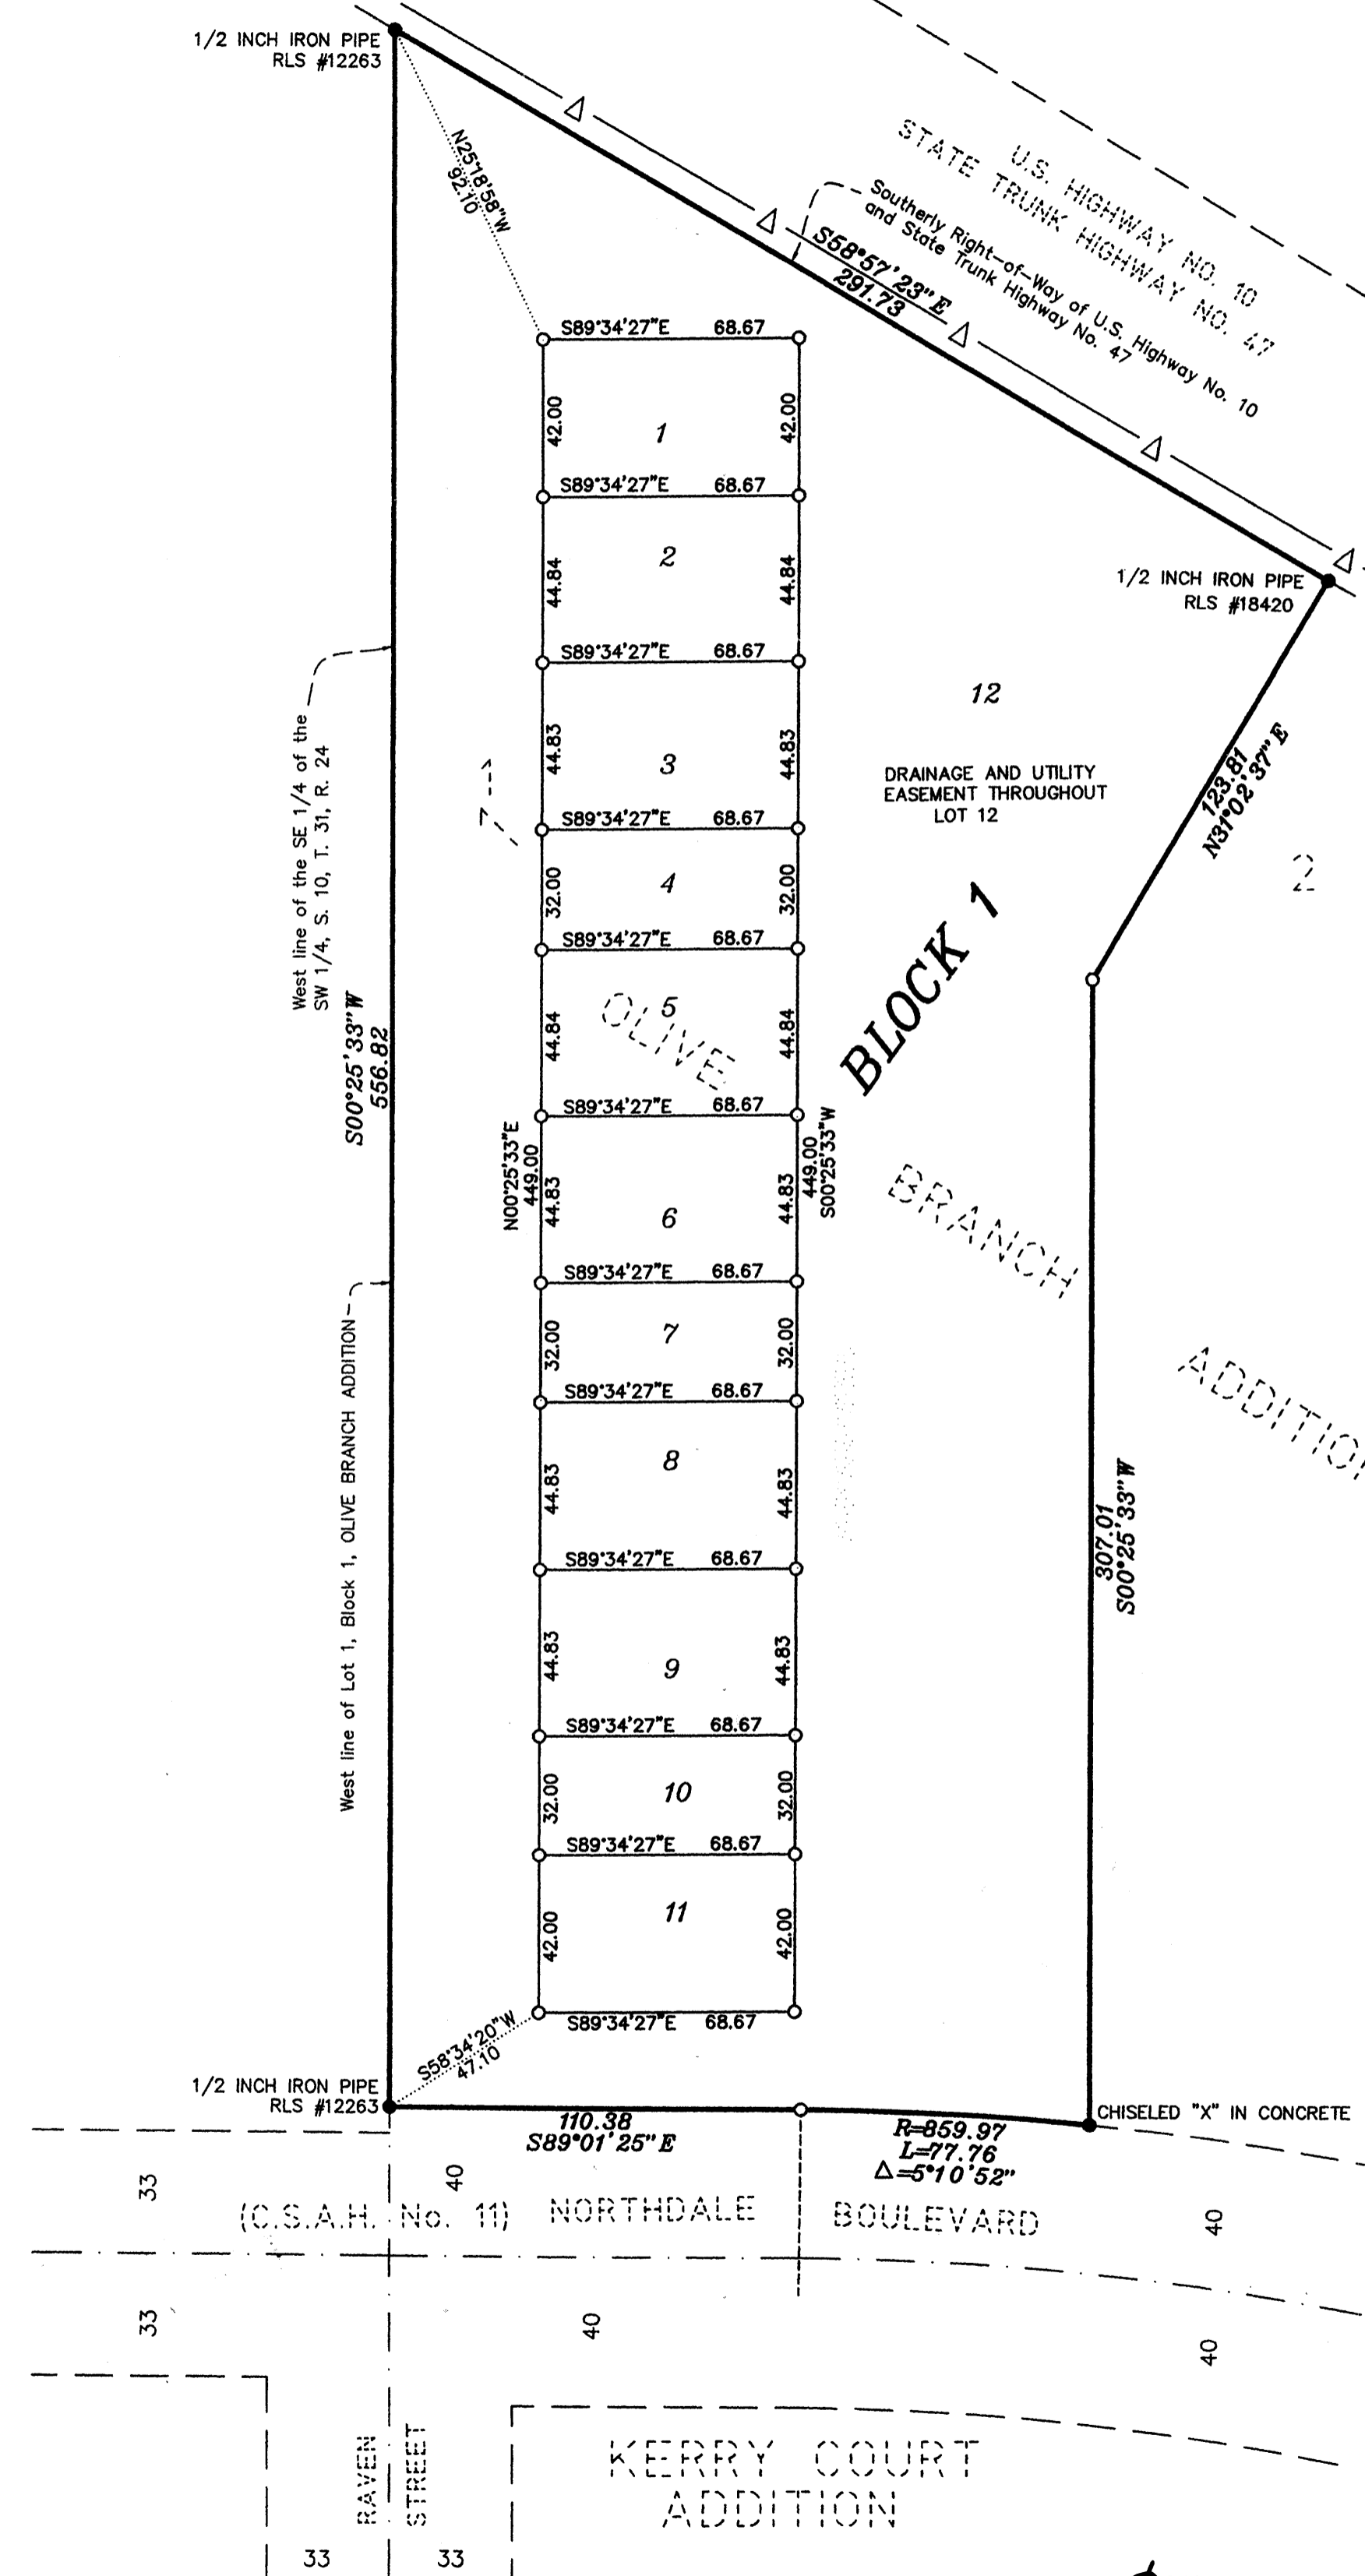 1/2 INCH IRON PIPE
RLS #12263
N25°18'58"W
92.10
U.S. HIGHWAY NO. 10
STATE TRUNK HIGHWAY NO. 47
Southerly Right-of-Way of U.S. Highway No. 10
and State Trunk Highway No. 47
S58°57'23"E
291.73
1/2 INCH IRON PIPE
RLS #18420
S89°34'27"E 68.67
42.00
1
42.00
S89°34'27"E 68.67
44.84
2
44.84
S89°34'27"E 68.67
44.83
3
44.83
S89°34'27"E 68.67
32.00
4
32.00
S89°34'27"E 68.67
44.84
5
44.84
S89°34'27"E 68.67
N00°25'33"E
449.00
44.83
6
44.83
449.00
S00°25'33"W
S89°34'27"E 68.67
32.00
7
32.00
S89°34'27"E 68.67
44.83
8
44.83
S89°34'27"E 68.67
44.83
9
44.83
S89°34'27"E 68.67
32.00
10
32.00
S89°34'27"E 68.67
42.00
11
42.00
S89°34'27"E 68.67
12
DRAINAGE AND UTILITY
EASEMENT THROUGHOUT
LOT 12
123.81
N31°02'37"E
2
BLOCK 1
OLIVE
BRANCH
ADDITION
West line of the SE 1/4 of the
SW 1/4, S. 10, T. 31, R. 24
S00°25'33"W
556.82
West line of Lot 1, Block 1, OLIVE BRANCH ADDITION
307.01
S00°25'33"W
S58°34'20"W
47.10
1/2 INCH IRON PIPE
RLS #12263
110.38
S89°01'25"E
R=859.97
L=77.76
Δ=5°10'52"
CHISELED "X" IN CONCRETE
33
40
(C.S.A.H. No. 11) NORTHDALE BOULEVARD
40
33
40
40
RAVEN
STREET
KERRY COURT
ADDITION
33
33